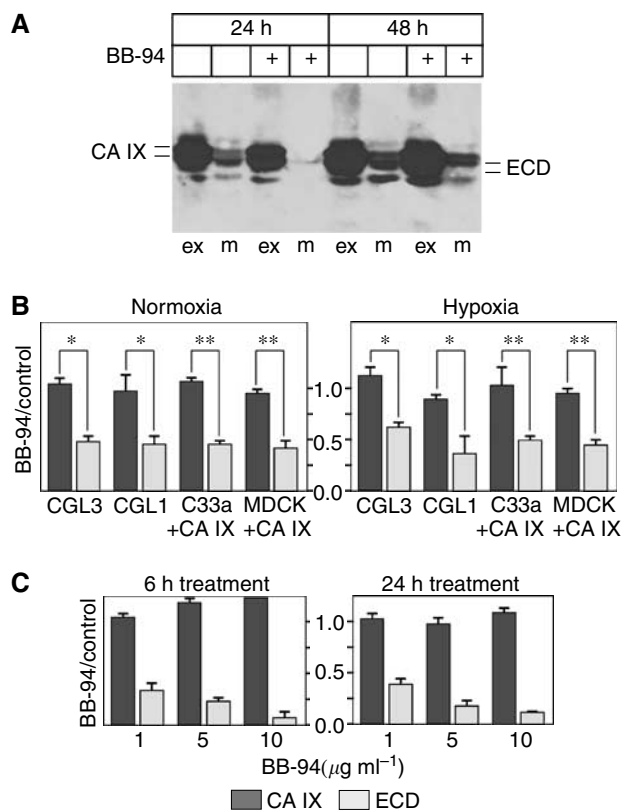 A
24 h 48 h
BB-94 + + + +
CA IX
ECD
ex m ex m ex m ex m
B
Normoxia Hypoxia
* * ** ** * * ** **
BB-94/control
1.0
0.5
0.0
CGL3 CGL1 C33a MDCK CGL3 CGL1 C33a MDCK
+CA IX +CA IX +CA IX +CA IX
C
6 h treatment 24 h treatment
BB-94/control
1.0
0.5
0.0
1 5 10 1 5 10
BB-94(μg ml⁻¹)
CA IX ECD